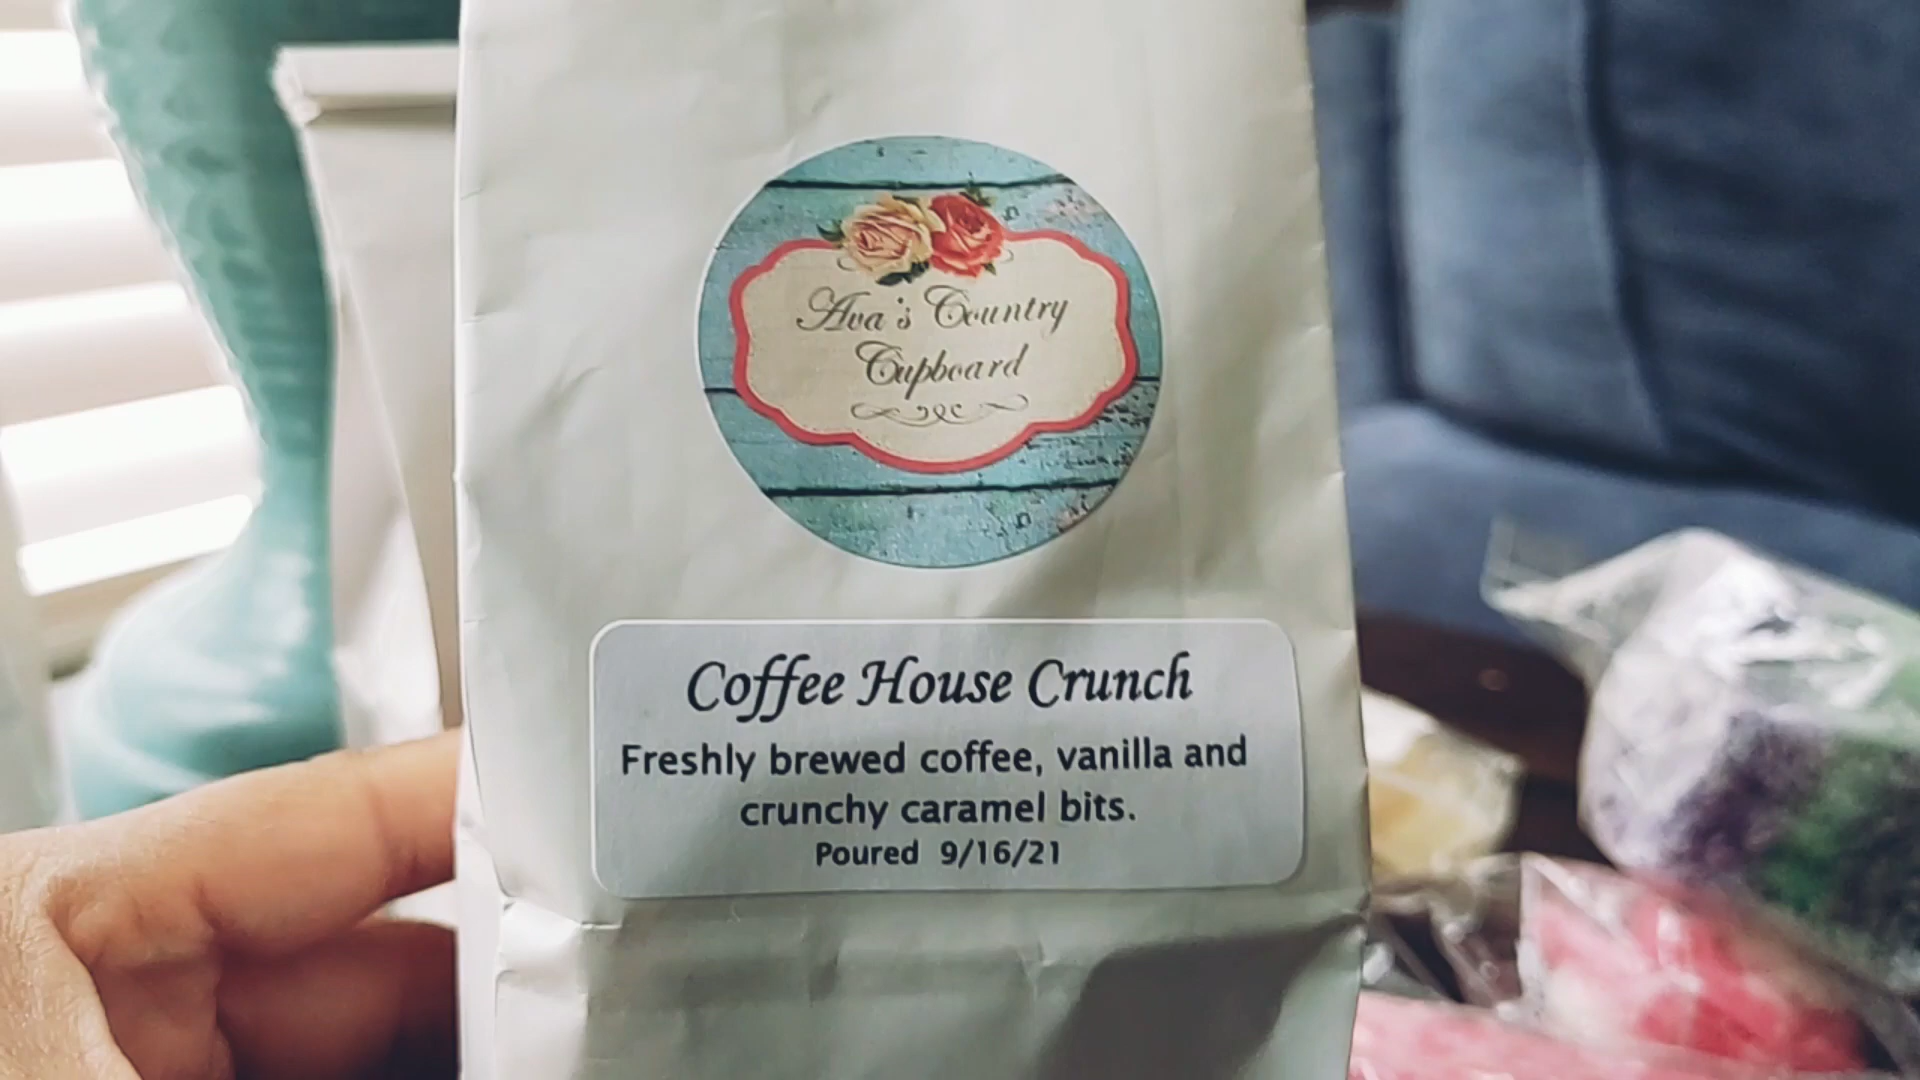 Ava's Country
Cupboard
Coffee House Crunch
Freshly brewed coffee, vanilla and
crunchy caramel bits.
Poured 9/16/21